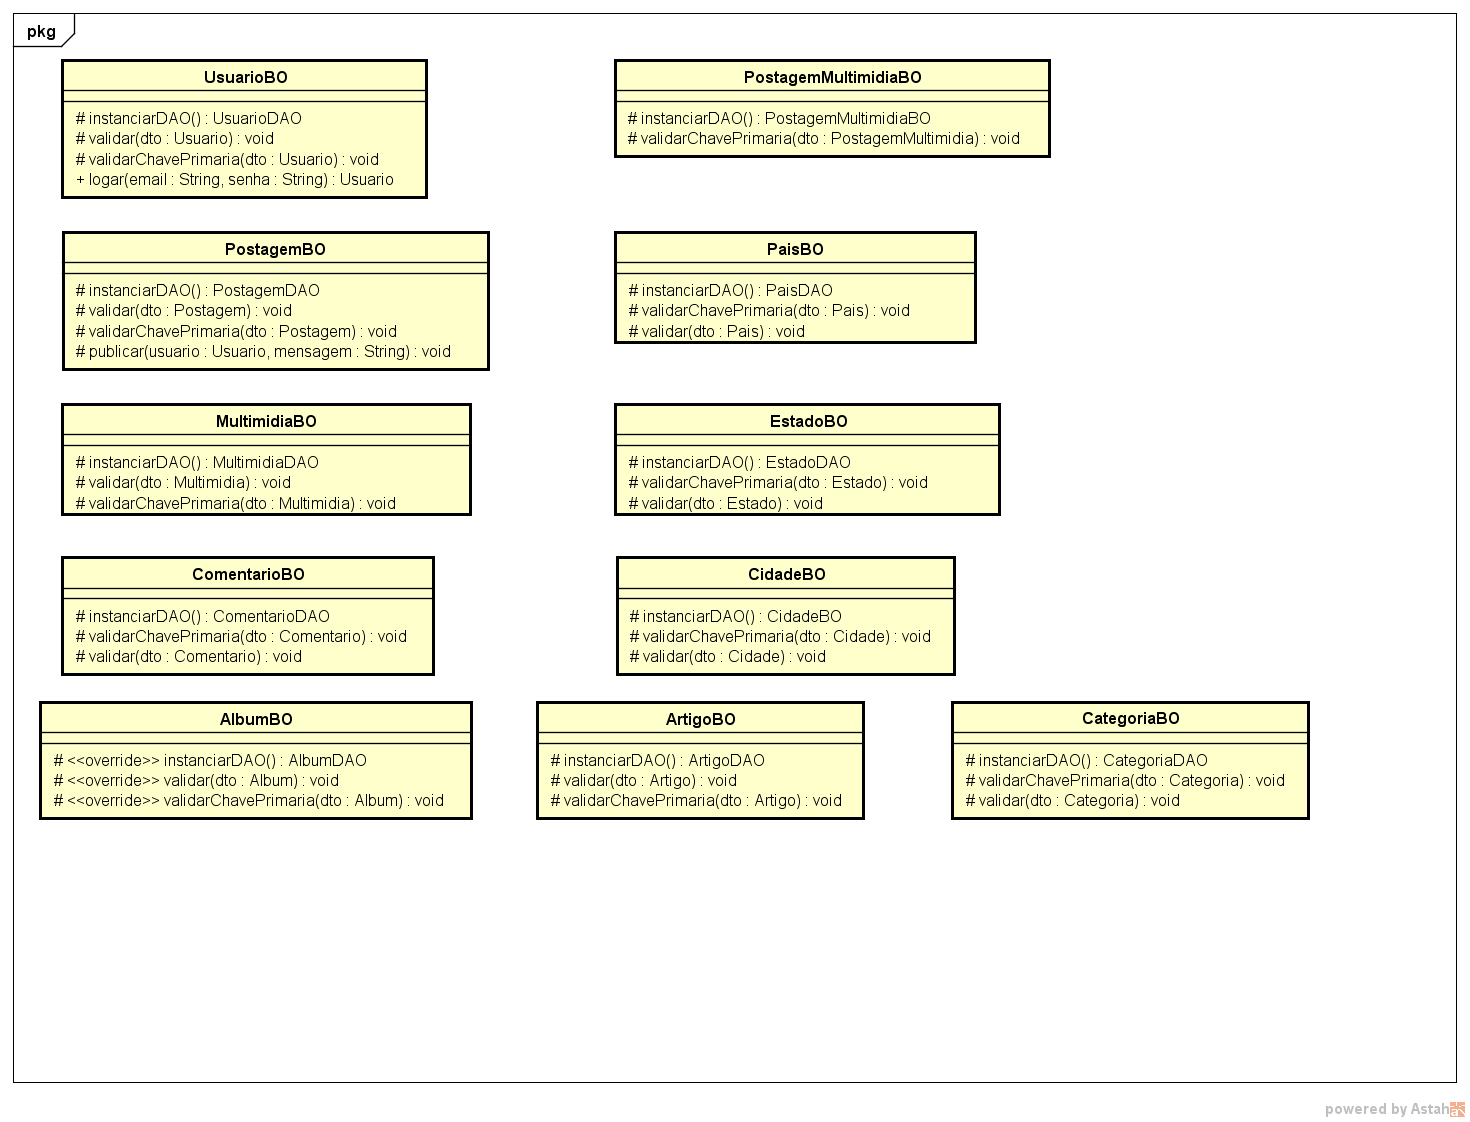 pkg
UsuarioBO
# instanciarDAO() : UsuarioDAO
# validar(dto : Usuario) : void
# validarChavePrimaria(dto : Usuario) : void
+ logar(email : String, senha : String) : Usuario
PostagemMultimidiaBO
# instanciarDAO() : PostagemMultimidiaBO
# validarChavePrimaria(dto : PostagemMultimidia) : void
PostagemBO
# instanciarDAO() : PostagemDAO
# validar(dto : Postagem) : void
# validarChavePrimaria(dto : Postagem) : void
# publicar(usuario : Usuario, mensagem : String) : void
PaisBO
# instanciarDAO() : PaisDAO
# validarChavePrimaria(dto : Pais) : void
# validar(dto : Pais) : void
MultimidiaBO
# instanciarDAO() : MultimidiaDAO
# validar(dto : Multimidia) : void
# validarChavePrimaria(dto : Multimidia) : void
EstadoBO
# instanciarDAO() : EstadoDAO
# validarChavePrimaria(dto : Estado) : void
# validar(dto : Estado) : void
ComentarioBO
# instanciarDAO() : ComentarioDAO
# validarChavePrimaria(dto : Comentario) : void
# validar(dto : Comentario) : void
CidadeBO
# instanciarDAO() : CidadeBO
# validarChavePrimaria(dto : Cidade) : void
# validar(dto : Cidade) : void
AlbumBO
# <<override>> instanciarDAO() : AlbumDAO
# <<override>> validar(dto : Album) : void
# <<override>> validarChavePrimaria(dto : Album) : void
ArtigoBO
# instanciarDAO() : ArtigoDAO
# validar(dto : Artigo) : void
# validarChavePrimaria(dto : Artigo) : void
CategoriaBO
# instanciarDAO() : CategoriaDAO
# validarChavePrimaria(dto : Categoria) : void
# validar(dto : Categoria) : void
powered by Astah